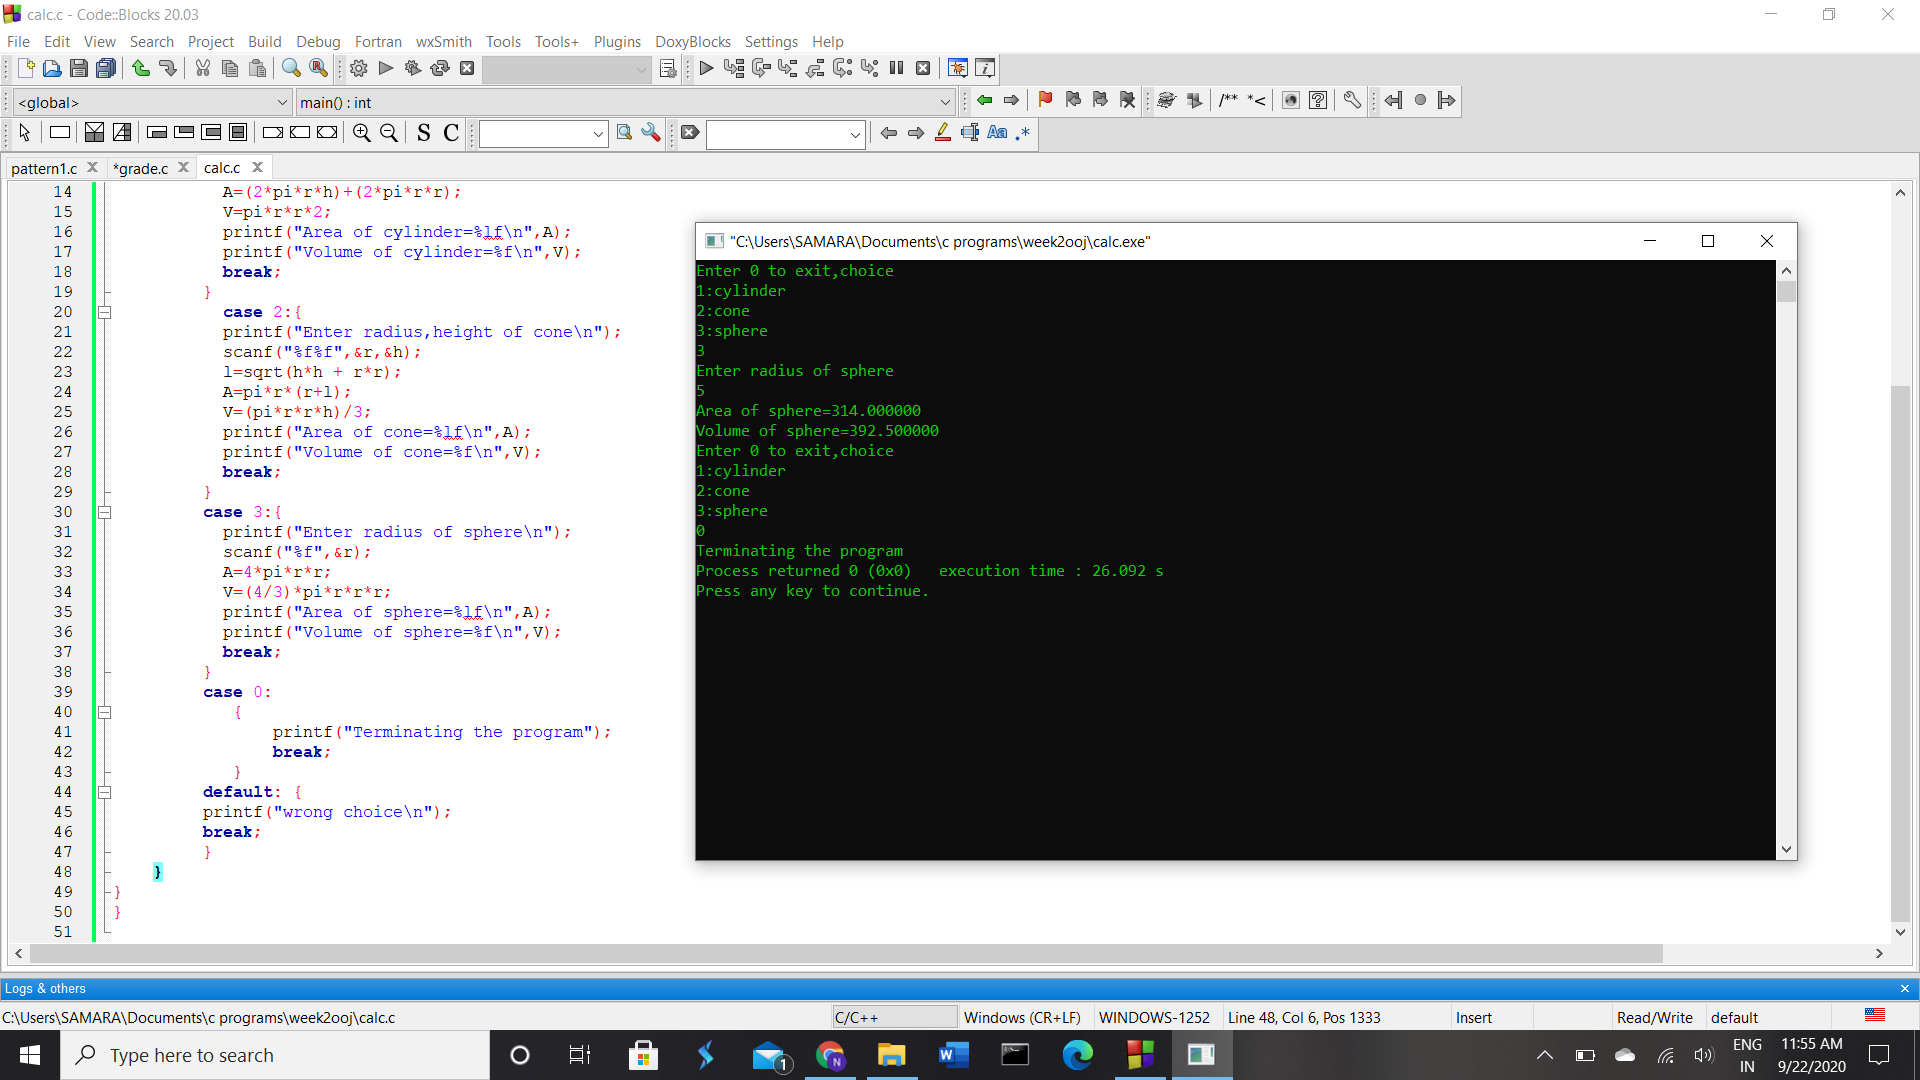 calc.c - Code::Blocks 20.03
File Edit View Search Project Build Debug Fortran wxSmith Tools Tools+ Plugins DoxyBlocks Settings Help
<global> main() : int /** *<
S C Aa .*
pattern1.c *grade.c calc.c
14 A=(2*pi*r*h)+(2*pi*r*r);
15 V=pi*r*r*2;
16 printf("Area of cylinder=%lf\n",A);
17 printf("Volume of cylinder=%f\n",V);
18 break;
19 }
20 case 2:{
21 printf("Enter radius,height of cone\n");
22 scanf("%f%f",&r,&h);
23 l=sqrt(h*h + r*r);
24 A=pi*r*(r+l);
25 V=(pi*r*r*h)/3;
26 printf("Area of cone=%lf\n",A);
27 printf("Volume of cone=%f\n",V);
28 break;
29 }
30 case 3:{
31 printf("Enter radius of sphere\n");
32 scanf("%f",&r);
33 A=4*pi*r*r;
34 V=(4/3)*pi*r*r*r;
35 printf("Area of sphere=%lf\n",A);
36 printf("Volume of sphere=%f\n",V);
37 break;
38 }
39 case 0:
40 {
41 printf("Terminating the program");
42 break;
43 }
44 default: {
45 printf("wrong choice\n");
46 break;
47 }
48 }
49 }
50 }
51
"C:\Users\SAMARA\Documents\c programs\week2ooj\calc.exe"
Enter 0 to exit,choice
1:cylinder
2:cone
3:sphere
3
Enter radius of sphere
5
Area of sphere=314.000000
Volume of sphere=392.500000
Enter 0 to exit,choice
1:cylinder
2:cone
3:sphere
0
Terminating the program
Process returned 0 (0x0)   execution time : 26.092 s
Press any key to continue.
Logs & others
C:\Users\SAMARA\Documents\c programs\week2ooj\calc.c C/C++ Windows (CR+LF) WINDOWS-1252 Line 48, Col 6, Pos 1333 Insert Read/Write default
Type here to search
1
N
ENG
IN
11:55 AM
9/22/2020